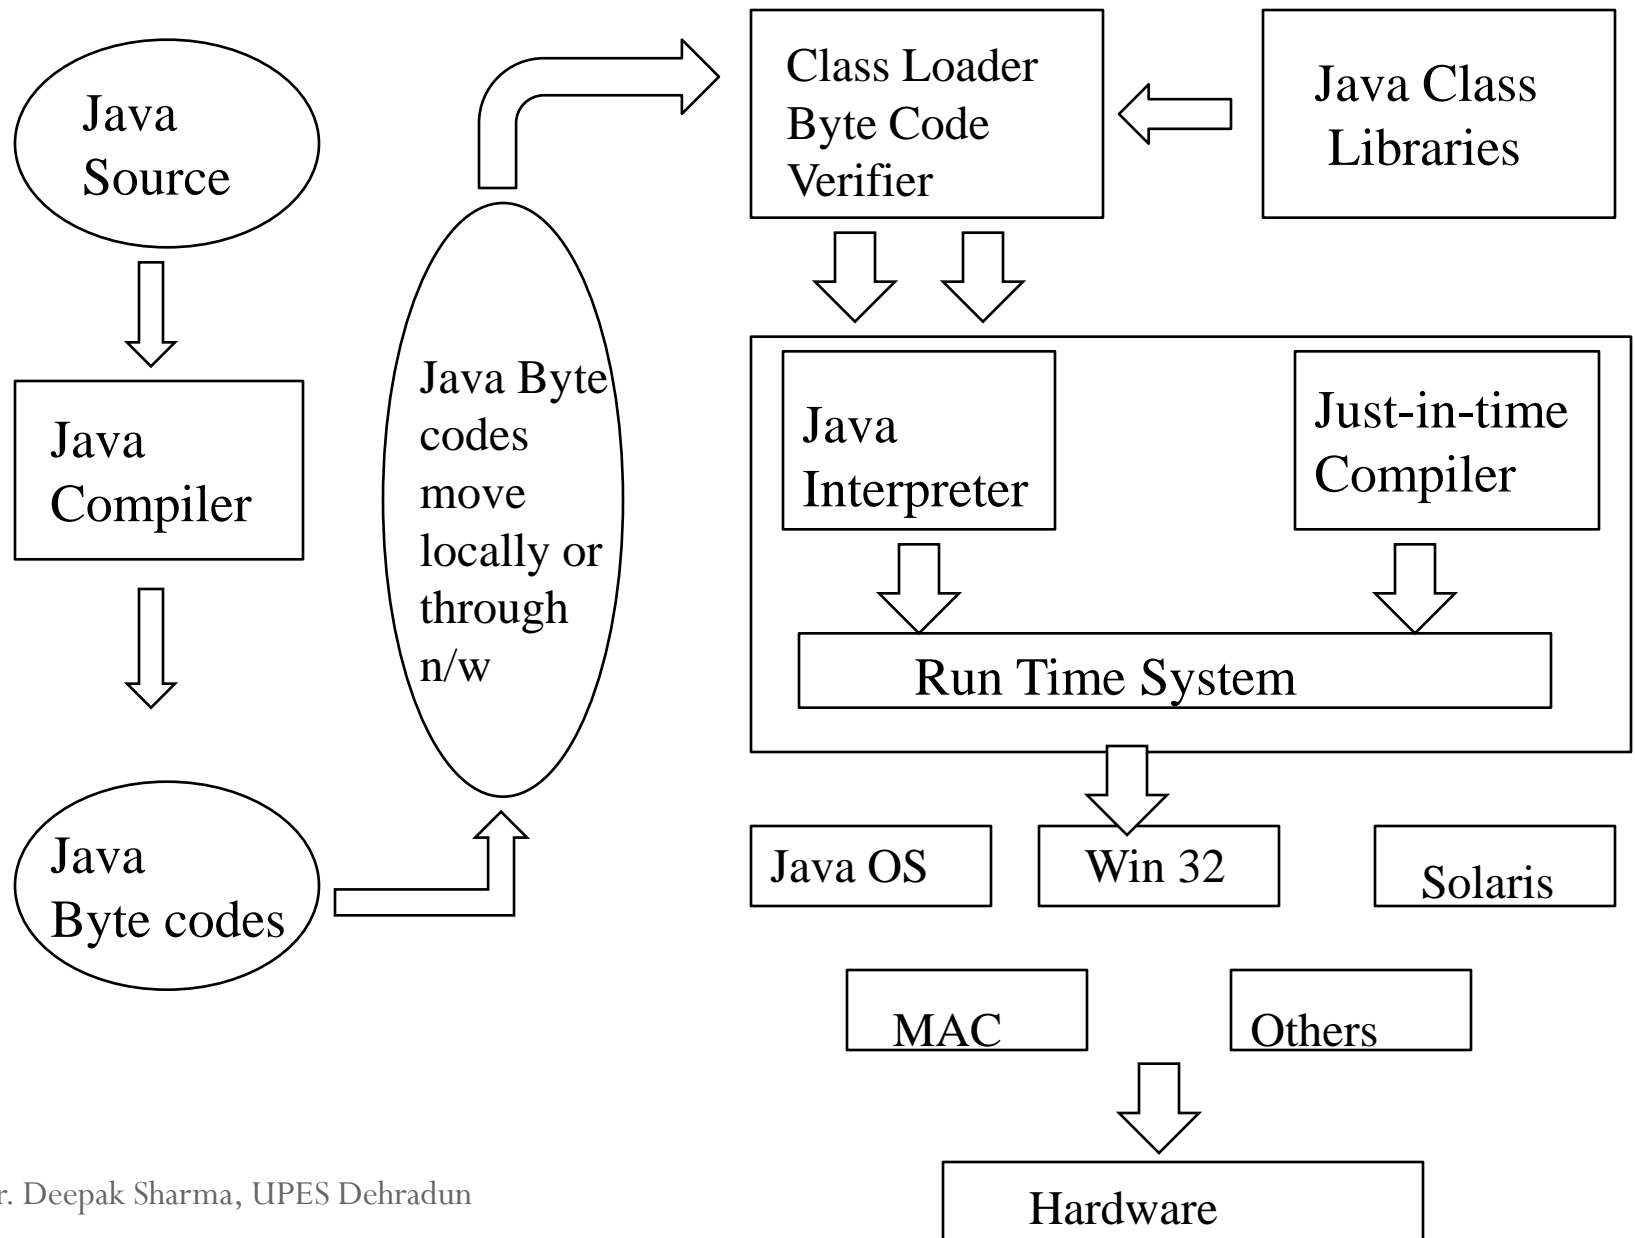 Java
Source
Java
Compiler
Java
Byte codes
Java Byte
codes
move
locally or
through
n/w
Class Loader
Byte Code
Verifier
Java Class
Libraries
Java
Interpreter
Just-in-time
Compiler
Run Time System
Java OS
Win 32
Solaris
MAC
Others
Hardware
r. Deepak Sharma, UPES Dehradun